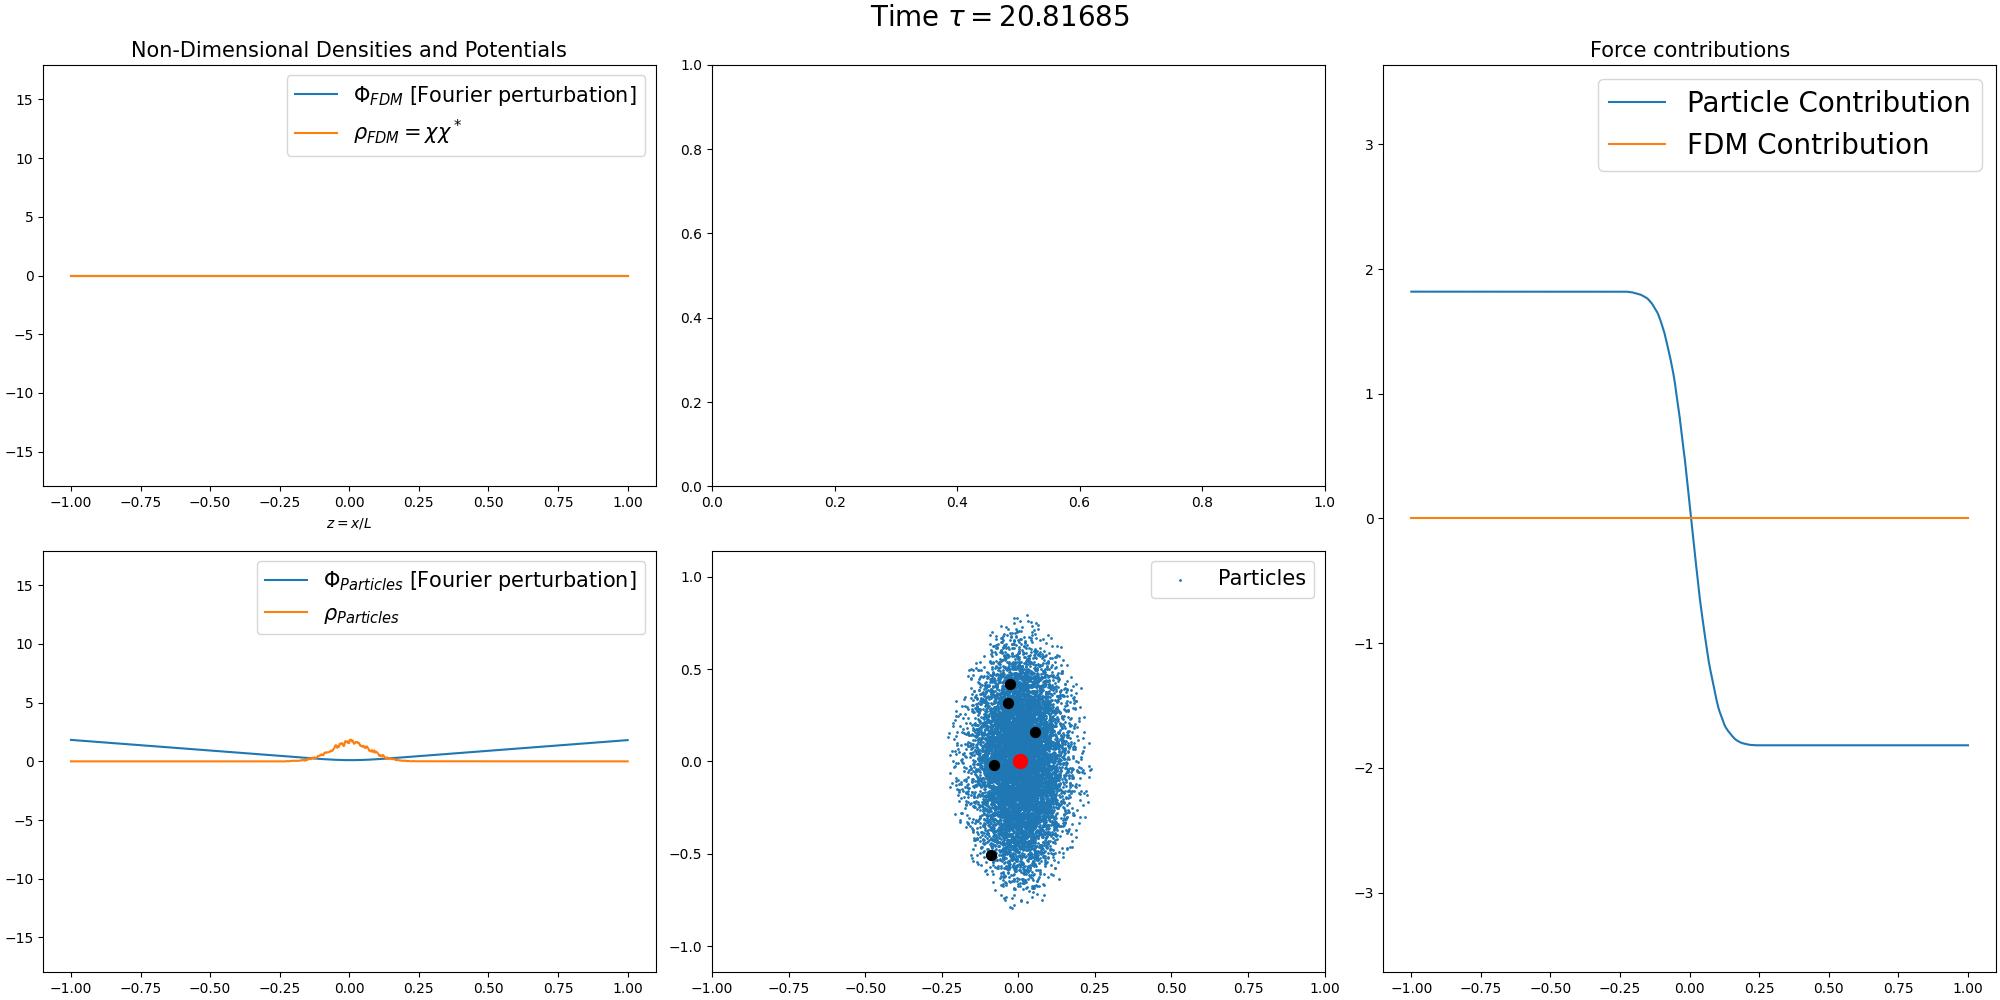 Time τ = 20.81685
Non-Dimensional Densities and Potentials
Φ_FDM [Fourier perturbation]
ρ_FDM = χχ*
15
10
5
0
−5
−10
−15
−1.00 −0.75 −0.50 −0.25 0.00 0.25 0.50 0.75 1.00
z = x/L
1.0
0.8
0.6
0.4
0.2
0.0
0.0 0.2 0.4 0.6 0.8 1.0
Force contributions
Particle Contribution
FDM Contribution
3
2
1
0
−1
−2
−3
−1.00 −0.75 −0.50 −0.25 0.00 0.25 0.50 0.75 1.00
Φ_Particles [Fourier perturbation]
ρ_Particles
15
10
5
0
−5
−10
−15
−1.00 −0.75 −0.50 −0.25 0.00 0.25 0.50 0.75 1.00
Particles
1.0
0.5
0.0
−0.5
−1.0
−1.00 −0.75 −0.50 −0.25 0.00 0.25 0.50 0.75 1.00